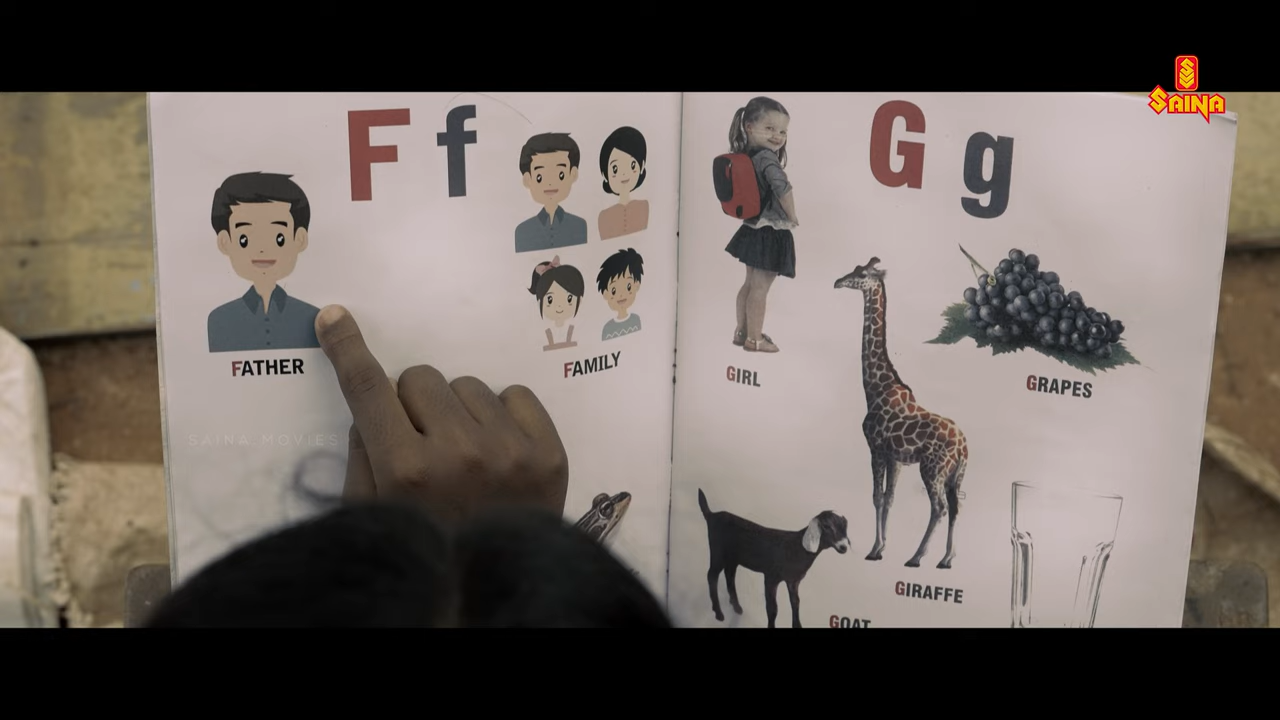 SAINA
F f
FATHER
FAMILY
SAINA MOVIES
G g
GIRL
GRAPES
GIRAFFE
GOAT